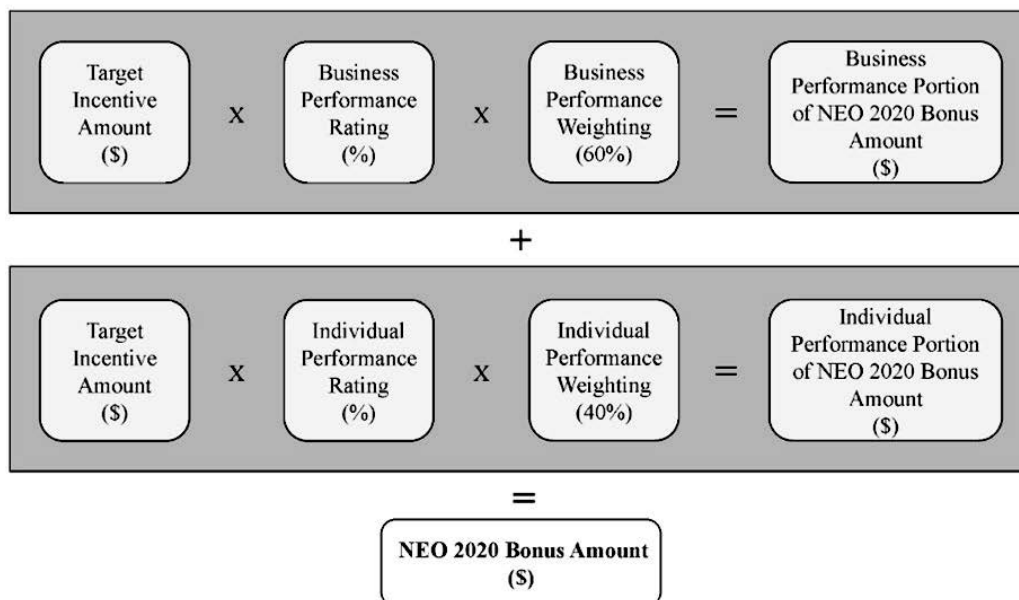 Target
Incentive
Amount
($)
x
Business
Performance
Rating
(%)
x
Business
Performance
Weighting
(60%)
=
Business
Performance Portion
of NEO 2020 Bonus
Amount
($)
+
Target
Incentive
Amount
($)
x
Individual
Performance
Rating
(%)
x
Individual
Performance
Weighting
(40%)
=
Individual
Performance Portion
of NEO 2020 Bonus
Amount
($)
=
NEO 2020 Bonus Amount
($)